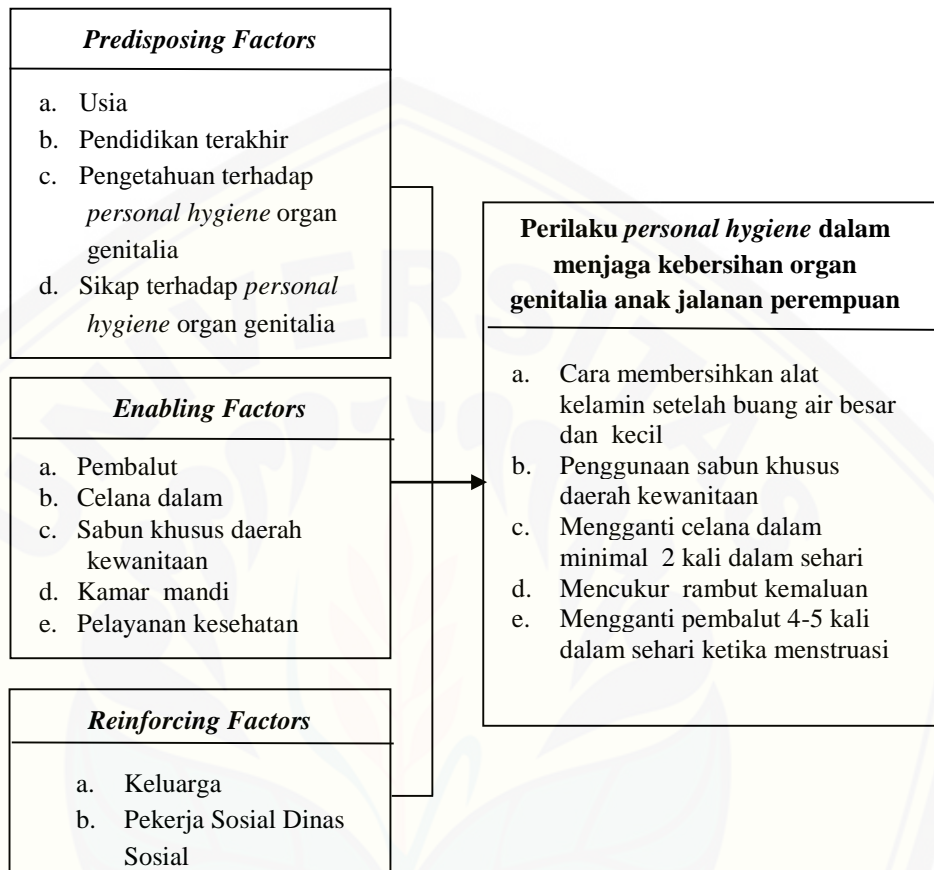 Predisposing Factors
a. Usia
b. Pendidikan terakhir
c. Pengetahuan terhadap
personal hygiene organ
genitalia
d. Sikap terhadap personal
hygiene organ genitalia
Enabling Factors
a. Pembalut
b. Celana dalam
c. Sabun khusus daerah
kewanitaan
d. Kamar mandi
e. Pelayanan kesehatan
Reinforcing Factors
a. Keluarga
b. Pekerja Sosial Dinas
Sosial
Perilaku personal hygiene dalam
menjaga kebersihan organ
genitalia anak jalanan perempuan
a. Cara membersihkan alat
kelamin setelah buang air besar
dan kecil
b. Penggunaan sabun khusus
daerah kewanitaan
c. Mengganti celana dalam
minimal 2 kali dalam sehari
d. Mencukur rambut kemaluan
e. Mengganti pembalut 4-5 kali
dalam sehari ketika menstruasi
UNIVERSITAS